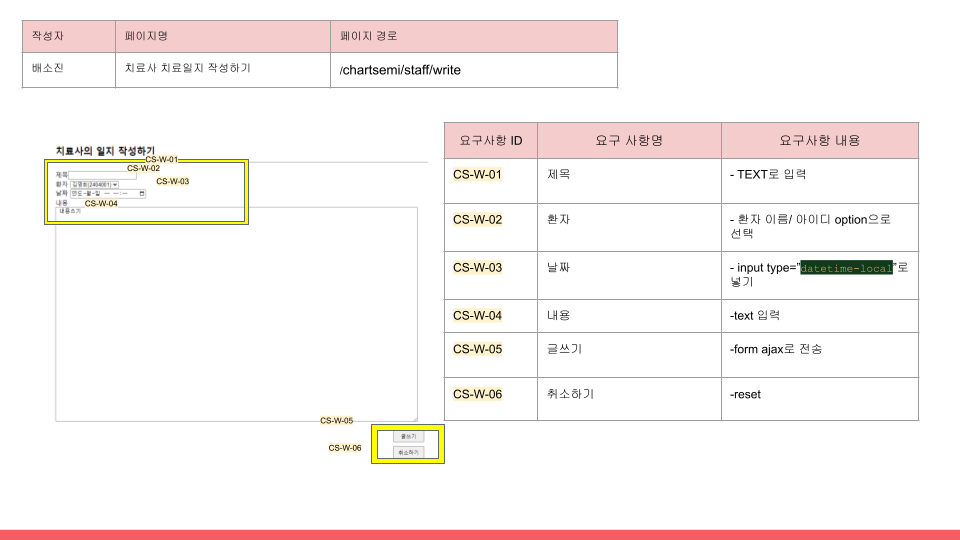 작성자 페이지명 페이지 경로
배소진 치료사 치료일지 작성하기 /chartsemi/staff/write
치료사의 일지 작성하기
CS-W-01
CS-W-02
제목
CS-W-03
환자 김명희(2404001)
날짜 연도-월-일 -- --:--
내용 CS-W-04
내용쓰기
CS-W-05
글쓰기
CS-W-06
취소하기
요구사항 ID 요구 사항명 요구사항 내용
CS-W-01 제목 - TEXT로 입력
CS-W-02 환자 - 환자 이름/ 아이디 option으로
선택
CS-W-03 날짜 - input type="datetime-local"로
넣기
CS-W-04 내용 -text 입력
CS-W-05 글쓰기 -form ajax로 전송
CS-W-06 취소하기 -reset